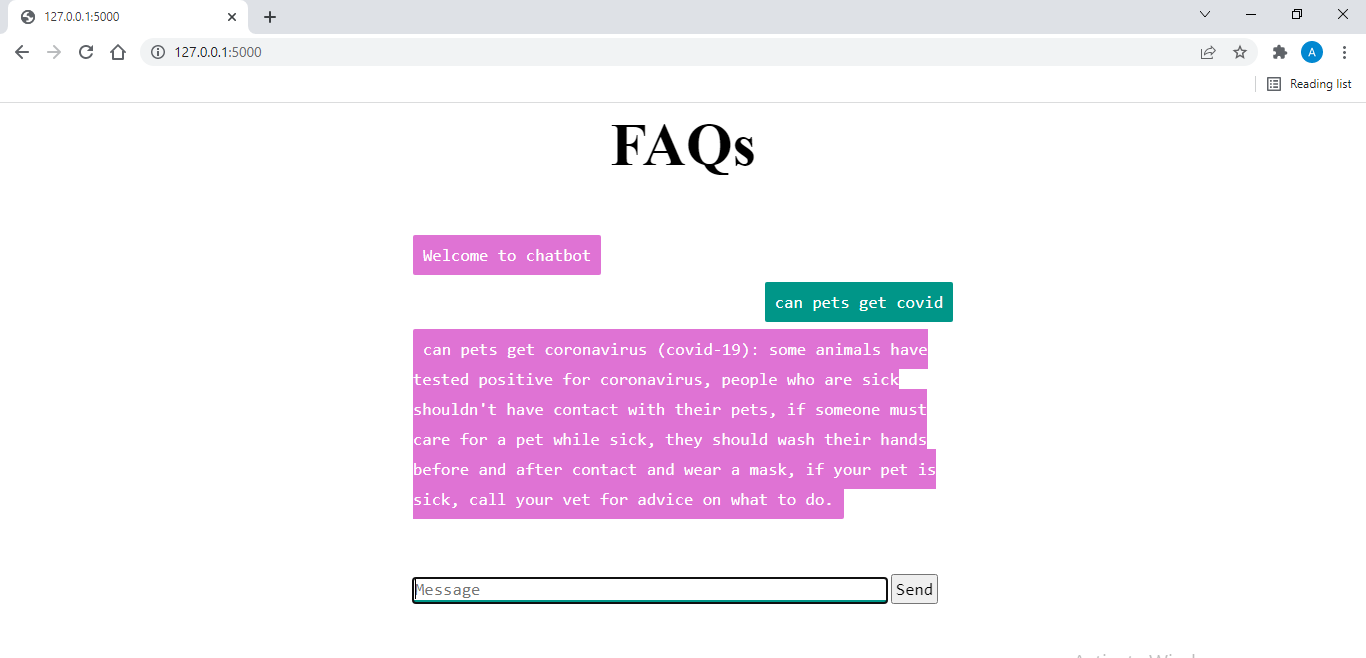 127.0.0.1:5000
127.0.0.1:5000
A
Reading list
FAQs
Welcome to chatbot
can pets get covid
can pets get coronavirus (covid-19): some animals have
tested positive for coronavirus, people who are sick
shouldn't have contact with their pets, if someone must
care for a pet while sick, they should wash their hands
before and after contact and wear a mask, if your pet is
sick, call your vet for advice on what to do.
Message Send